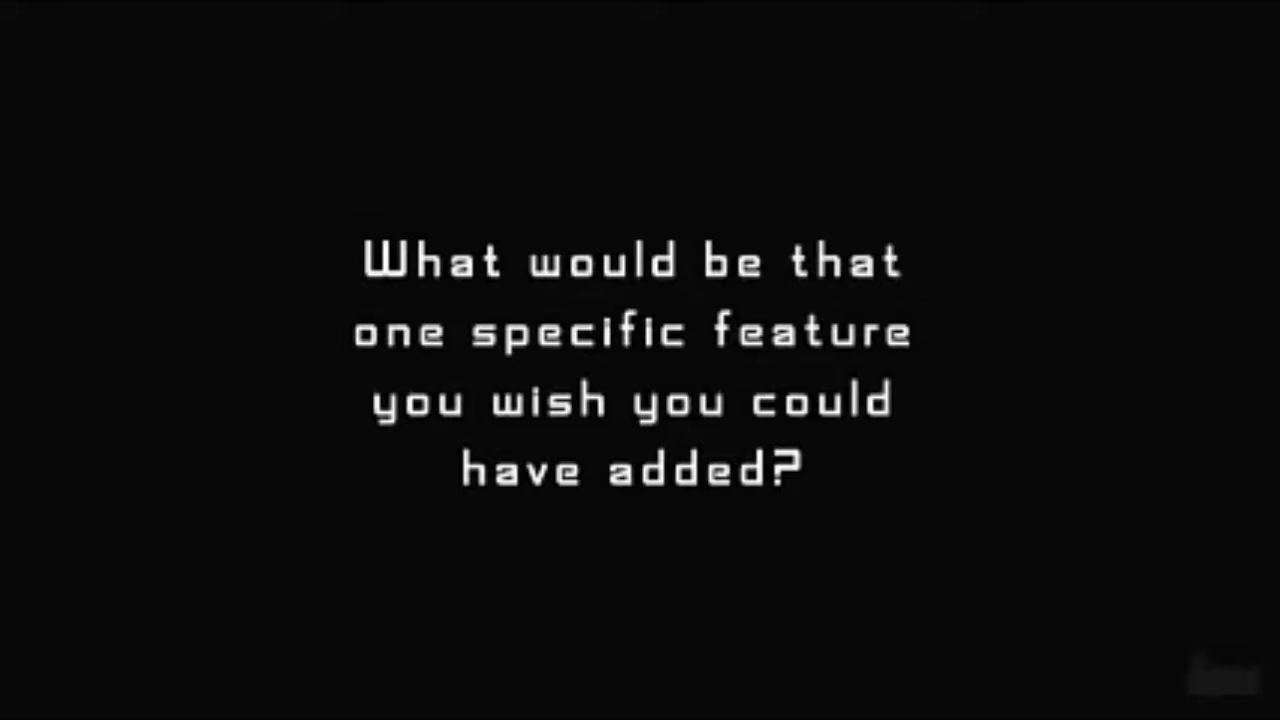 What would be that
one specific feature
you wish you could
have added?